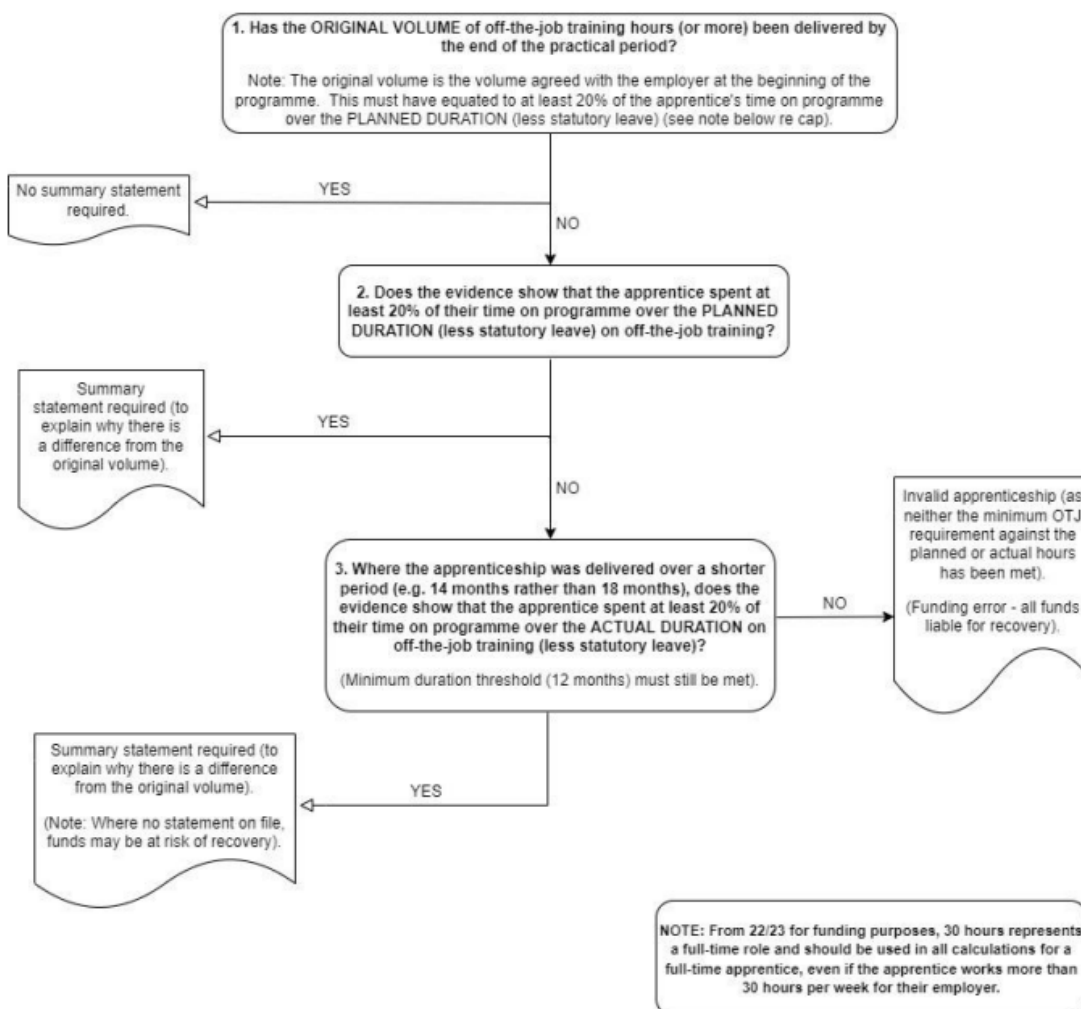 1. Has the ORIGINAL VOLUME of off-the-job training hours (or more) been delivered by
the end of the practical period?
Note: The original volume is the volume agreed with the employer at the beginning of the
programme. This must have equated to at least 20% of the apprentice's time on programme
over the PLANNED DURATION (less statutory leave) (see note below re cap).
YES
No summary statement
required.
NO
2. Does the evidence show that the apprentice spent at
least 20% of their time on programme over the PLANNED
DURATION (less statutory leave) on off-the-job training?
YES
Summary
statement required (to
explain why there is
a difference from the
original volume).
NO
3. Where the apprenticeship was delivered over a shorter
period (e.g. 14 months rather than 18 months), does the
evidence show that the apprentice spent at least 20% of
their time on programme over the ACTUAL DURATION on
off-the-job training (less statutory leave)?
(Minimum duration threshold (12 months) must still be met).
NO
Invalid apprenticeship (as
neither the minimum OTJ
requirement against the
planned or actual hours
has been met).
(Funding error - all funds
liable for recovery).
YES
Summary statement required (to
explain why there is a difference
from the original volume).
(Note: Where no statement on file,
funds may be at risk of recovery).
NOTE: From 22/23 for funding purposes, 30 hours represents
a full-time role and should be used in all calculations for a
full-time apprentice, even if the apprentice works more than
30 hours per week for their employer.